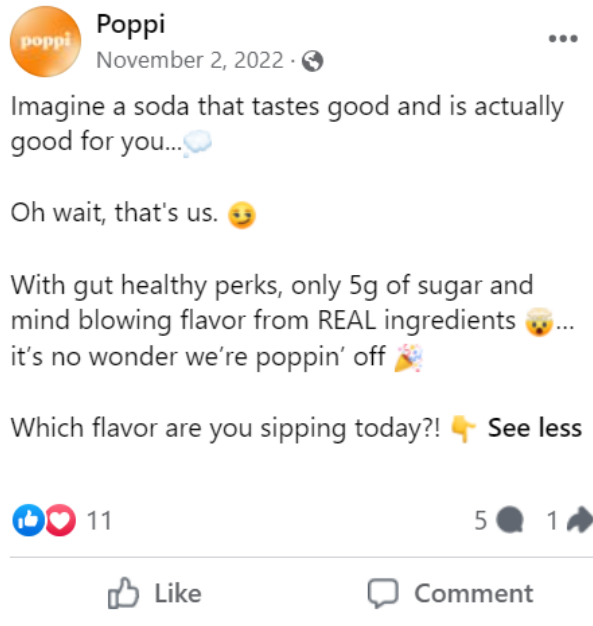 poppi
Poppi
November 2, 2022 ·
Imagine a soda that tastes good and is actually
good for you...💭
Oh wait, that's us. 😏
With gut healthy perks, only 5g of sugar and
mind blowing flavor from REAL ingredients 🤯...
it's no wonder we're poppin' off 🎉
Which flavor are you sipping today?! 👇 See less
11
5 1
Like Comment